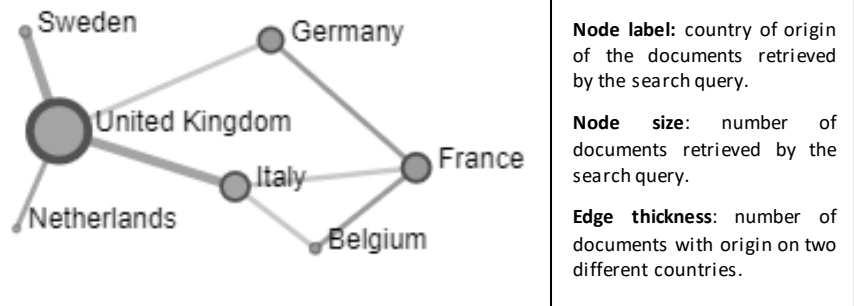 Sweden
Germany
United Kingdom
Italy
France
Netherlands
Belgium
Node label: country of origin
of the documents retrieved
by the search query.
Node size: number of
documents retrieved by the
search query.
Edge thickness: number of
documents with origin on two
different countries.